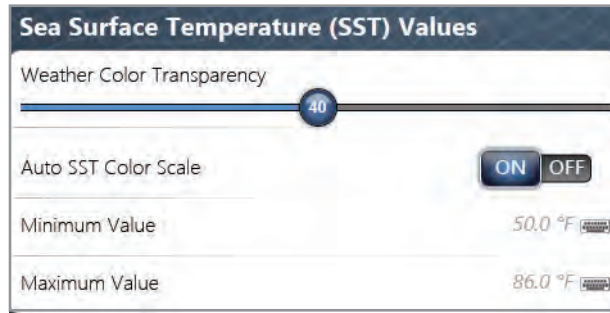 Sea Surface Temperature (SST) Values
Weather Color Transparency
40
Auto SST Color Scale ON OFF
Minimum Value 50.0 °F
Maximum Value 86.0 °F